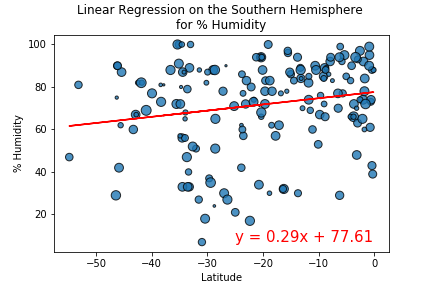 Linear Regression on the Southern Hemisphere
for % Humidity
100
80
60
40
20
% Humidity
y = 0.29x + 77.61
−50 −40 −30 −20 −10 0
Latitude